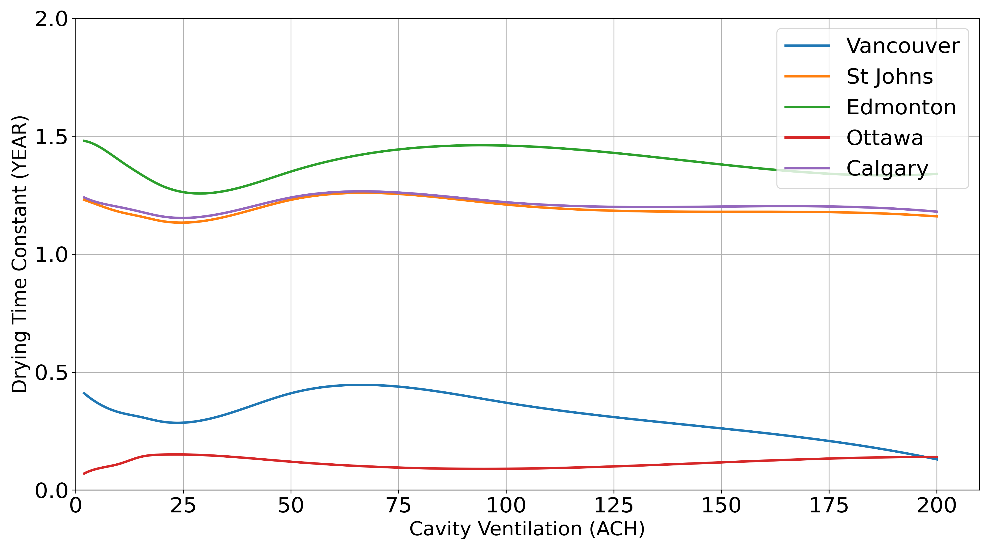 2.0
1.5
1.0
0.5
0.0
Drying Time Constant (YEAR)
Vancouver
St Johns
Edmonton
Ottawa
Calgary
0 25 50 75 100 125 150 175 200
Cavity Ventilation (ACH)